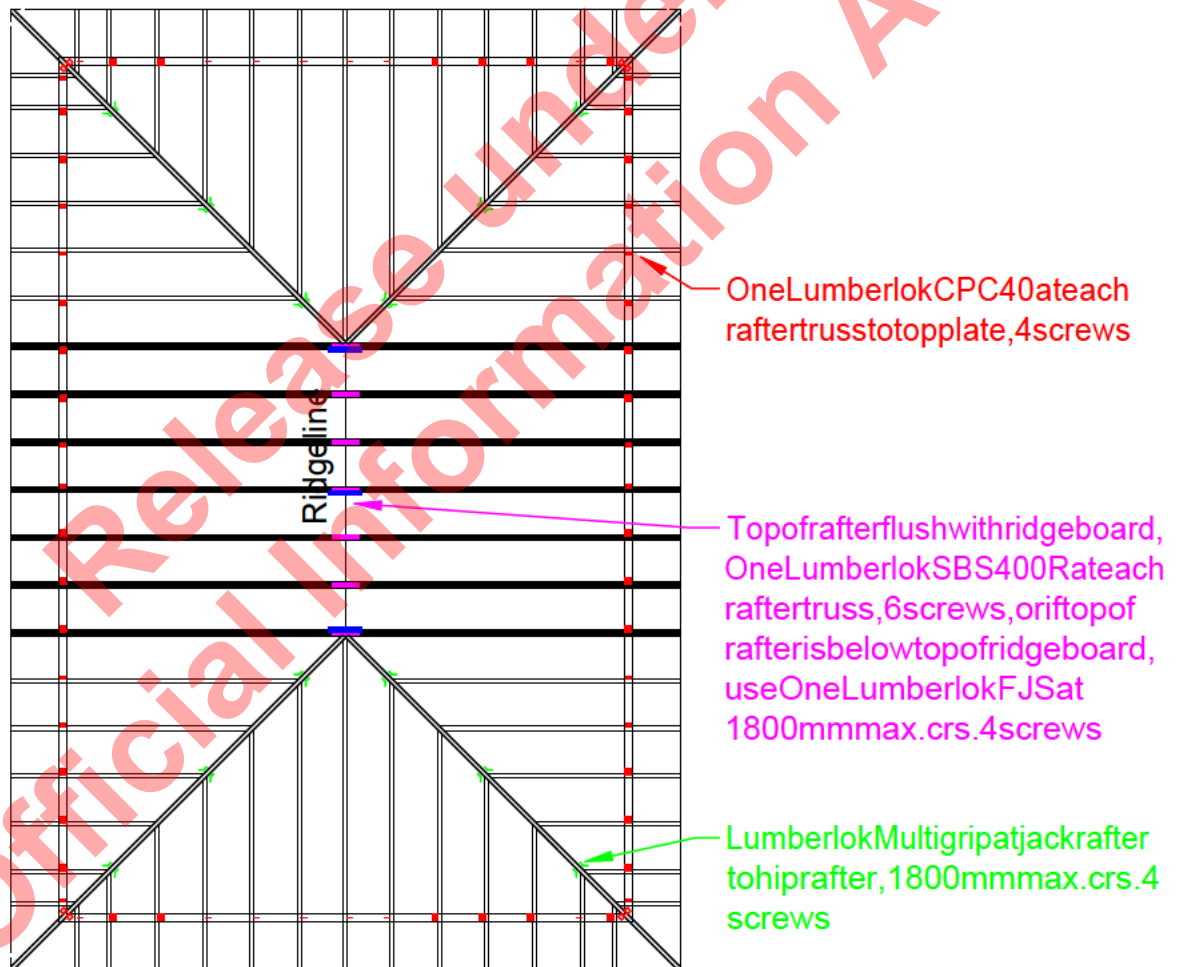 Release unde
Official Information A
Ridgeline
OneLumberlokCPC40ateach
raftertrusstotopplate,4screws
Topofrafterflushwithridgeboard,
OneLumberlokSBS400Rateach
raftertruss,6screws,oriftopof
rafterisbelowtopofridgeboard,
useOneLumberlokFJSat
1800mmmax.crs.4screws
LumberlokMultigripatjackrafter
tohiprafter,1800mmmax.crs.4
screws